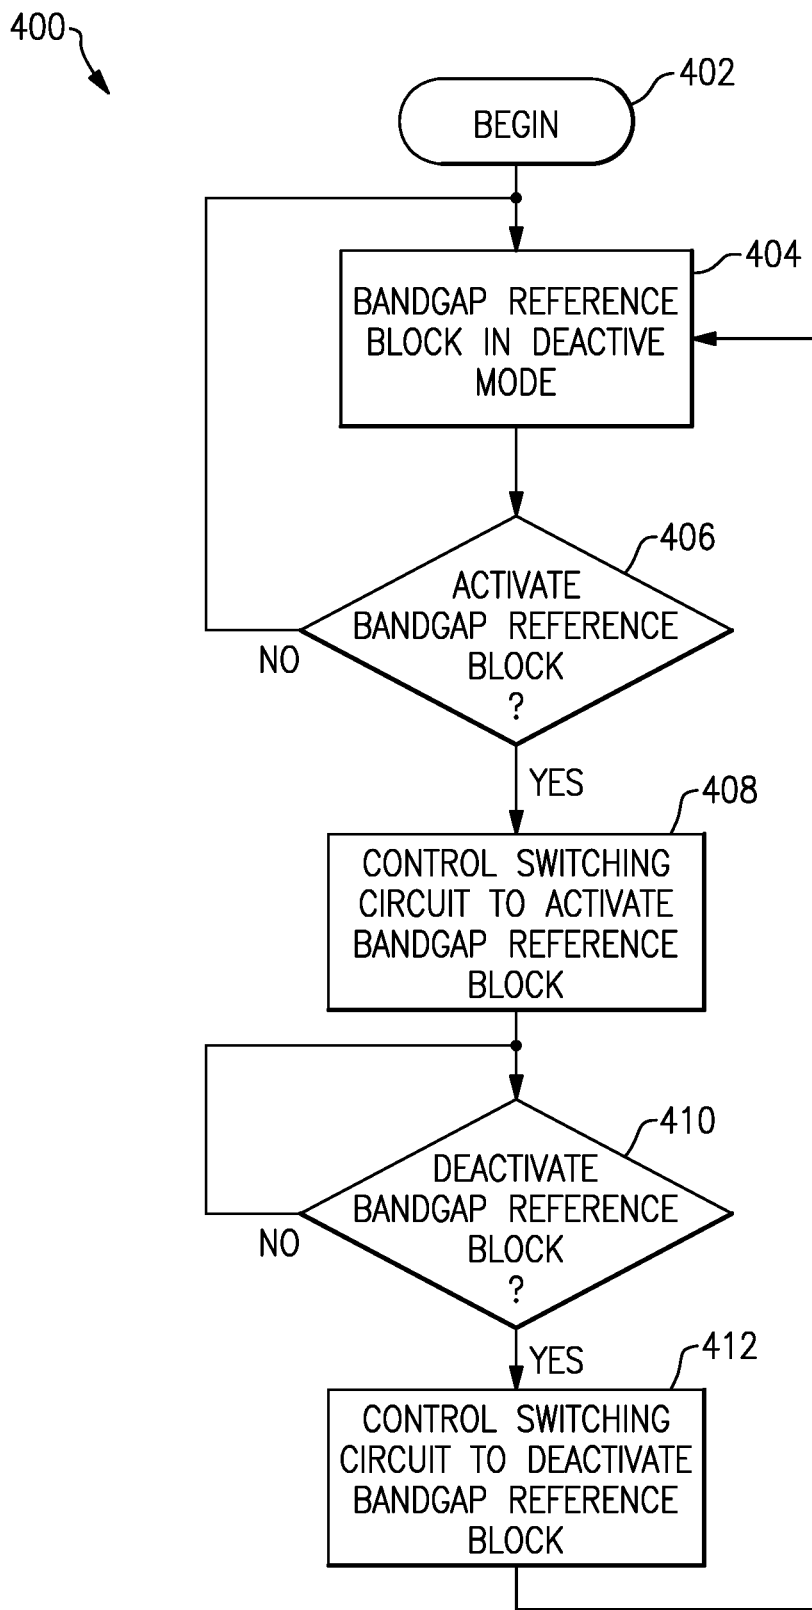 400
402
BEGIN
404
BANDGAP REFERENCE
BLOCK IN DEACTIVE
MODE
406
ACTIVATE
BANDGAP REFERENCE
BLOCK
?
NO
YES
408
CONTROL SWITCHING
CIRCUIT TO ACTIVATE
BANDGAP REFERENCE
BLOCK
410
DEACTIVATE
BANDGAP REFERENCE
BLOCK
?
NO
YES
412
CONTROL SWITCHING
CIRCUIT TO DEACTIVATE
BANDGAP REFERENCE
BLOCK